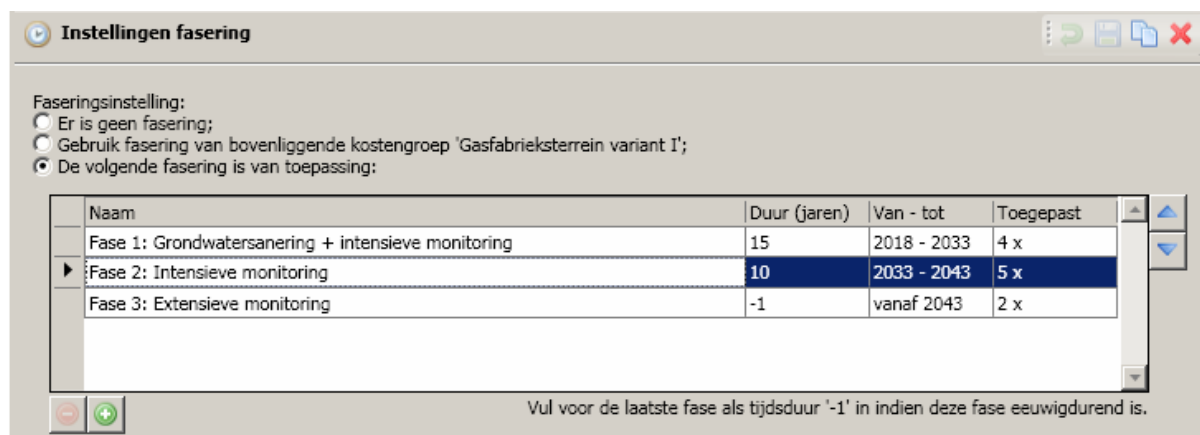 Instellingen fasering
Faseringsinstelling:
Er is geen fasering;
Gebruik fasering van bovenliggende kostengroep 'Gasfabrieksterrein variant I';
De volgende fasering is van toepassing:
Naam Duur (jaren) Van - tot Toegepast
Fase 1: Grondwatersanering + intensieve monitoring 15 2018 - 2033 4 x
Fase 2: Intensieve monitoring 10 2033 - 2043 5 x
Fase 3: Extensieve monitoring -1 vanaf 2043 2 x
Vul voor de laatste fase als tijdsduur '-1' in indien deze fase eeuwigdurend is.